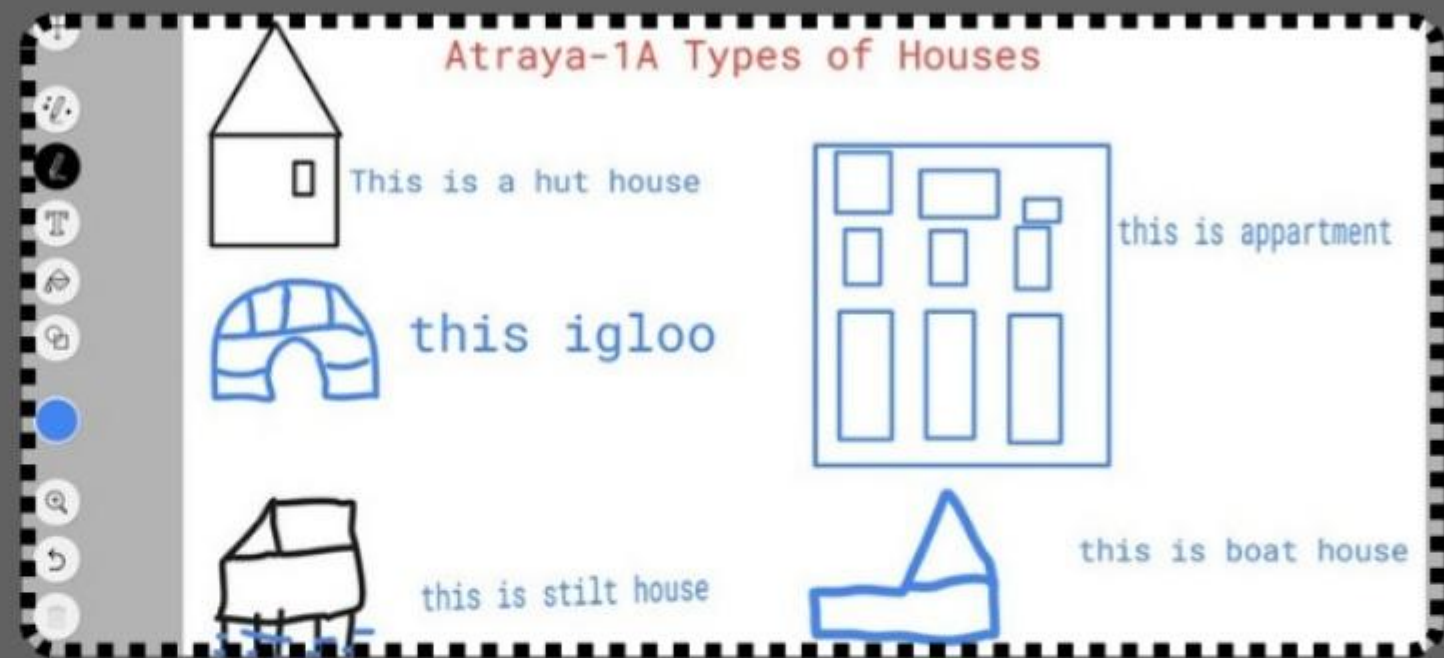 Atraya-1A Types of Houses
This is a hut house
this is appartment
this igloo
this is stilt house
this is boat house